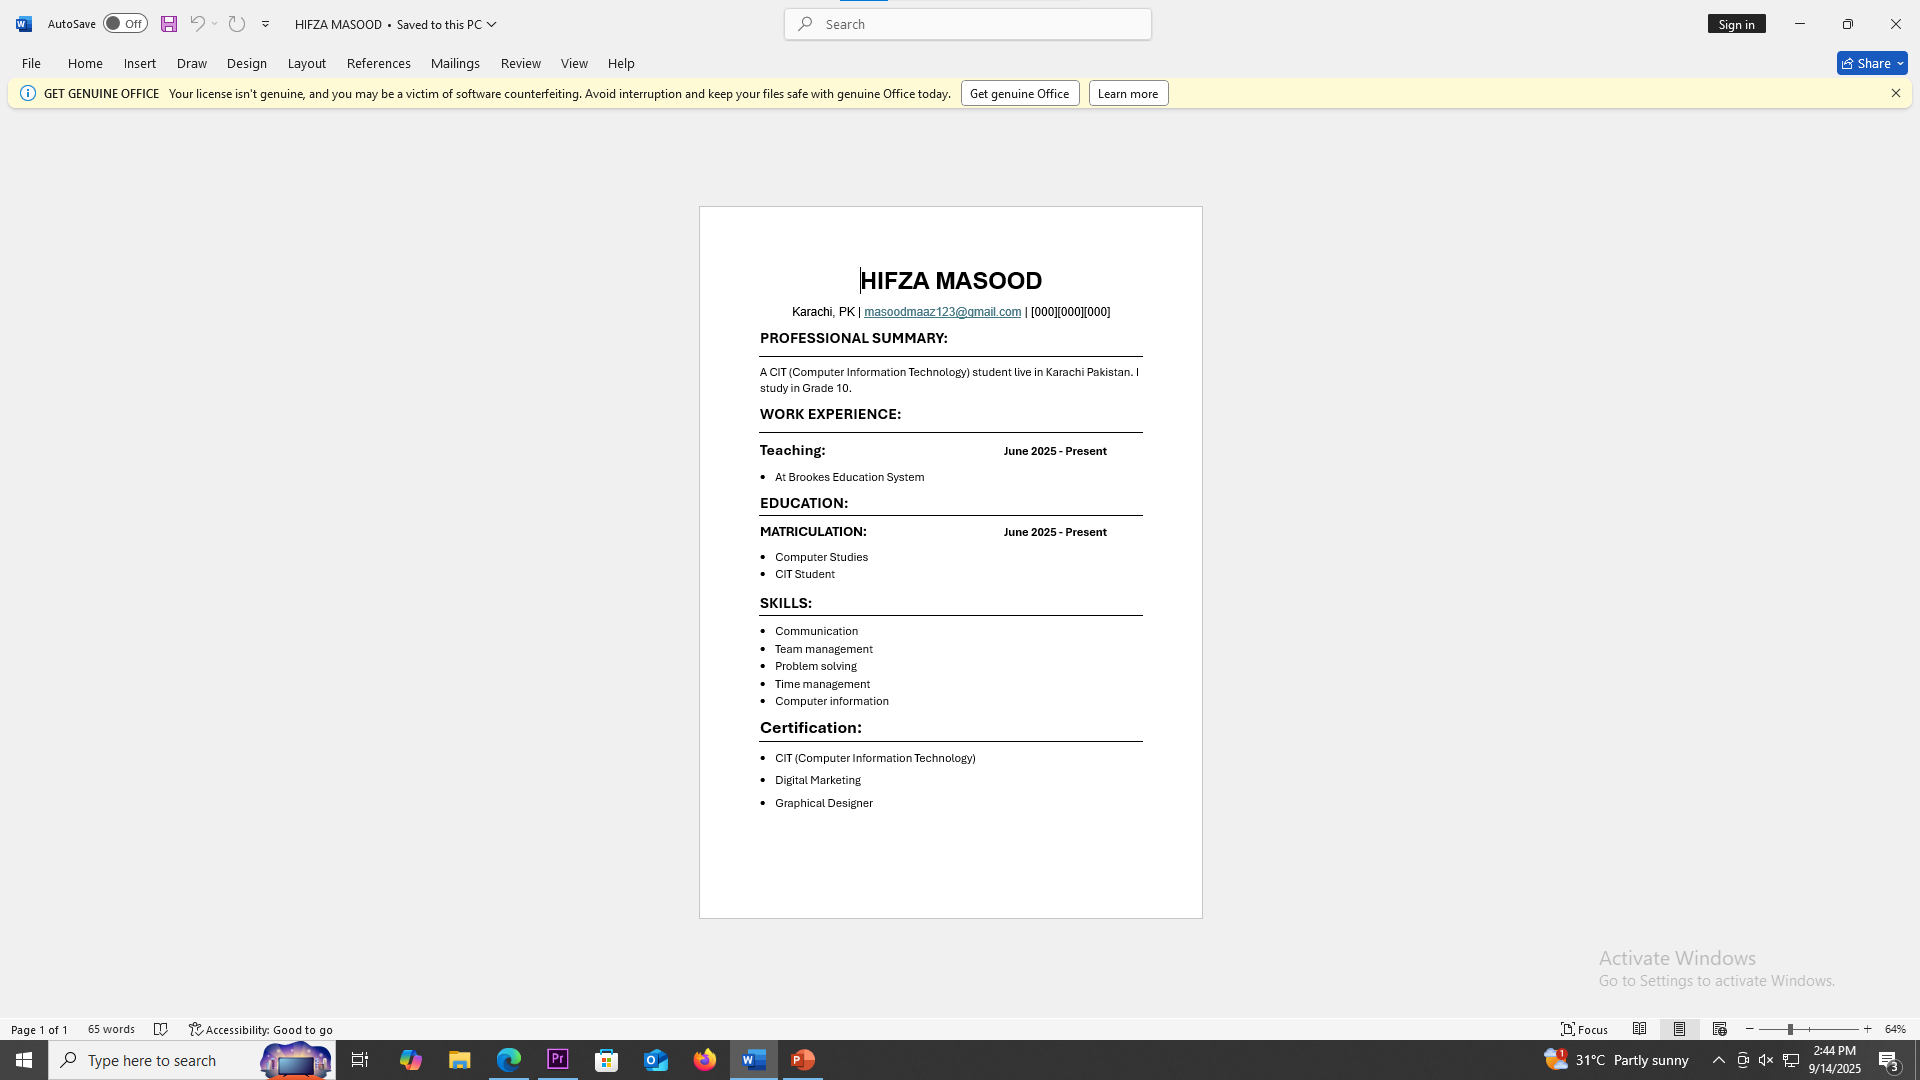 AutoSave Off HIFZA MASOOD • Saved to this PC Search Sign in
File Home Insert Draw Design Layout References Mailings Review View Help Share
GET GENUINE OFFICE Your license isn't genuine, and you may be a victim of software counterfeiting. Avoid interruption and keep your files safe with genuine Office today. Get genuine Office Learn more
HIFZA MASOOD
Karachi, PK | masoodmaaz123@gmail.com | [000][000][000]
PROFESSIONAL SUMMARY:
A CIT (Computer Information Technology) student live in Karachi Pakistan. I
study in Grade 10.
WORK EXPERIENCE:
Teaching: June 2025 - Present
• At Brookes Education System
EDUCATION:
MATRICULATION: June 2025 - Present
• Computer Studies
• CIT Student
SKILLS:
• Communication
• Team management
• Problem solving
• Time management
• Computer information
Certification:
• CIT (Computer Information Technology)
• Digital Marketing
• Graphical Designer
Activate Windows
Go to Settings to activate Windows.
Page 1 of 1 65 words Accessibility: Good to go Focus 64%
Type here to search Pr W P 1 31°C Partly sunny 2:44 PM
9/14/2025 3